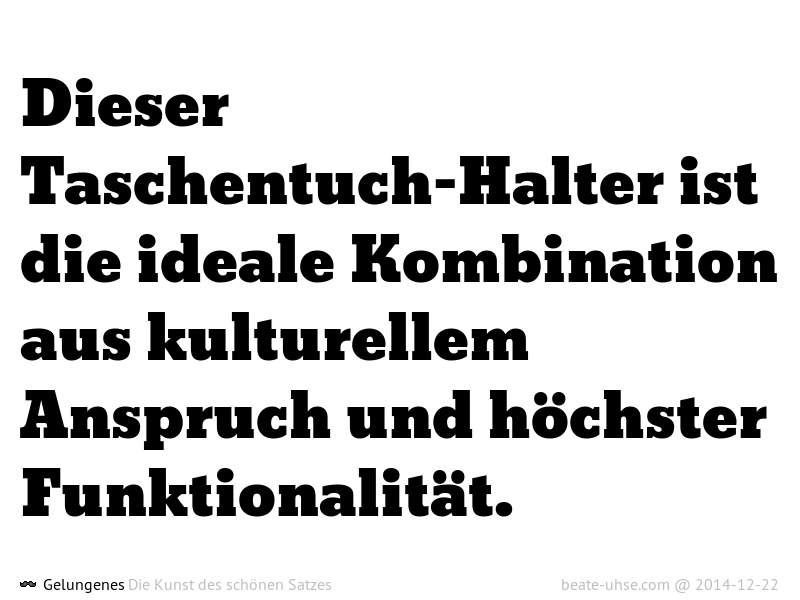 Dieser
Taschentuch-Halter ist
die ideale Kombination
aus kulturellem
Anspruch und höchster
Funktionalität.
Gelungenes Die Kunst des schönen Satzes
beate-uhse.com @ 2014-12-22